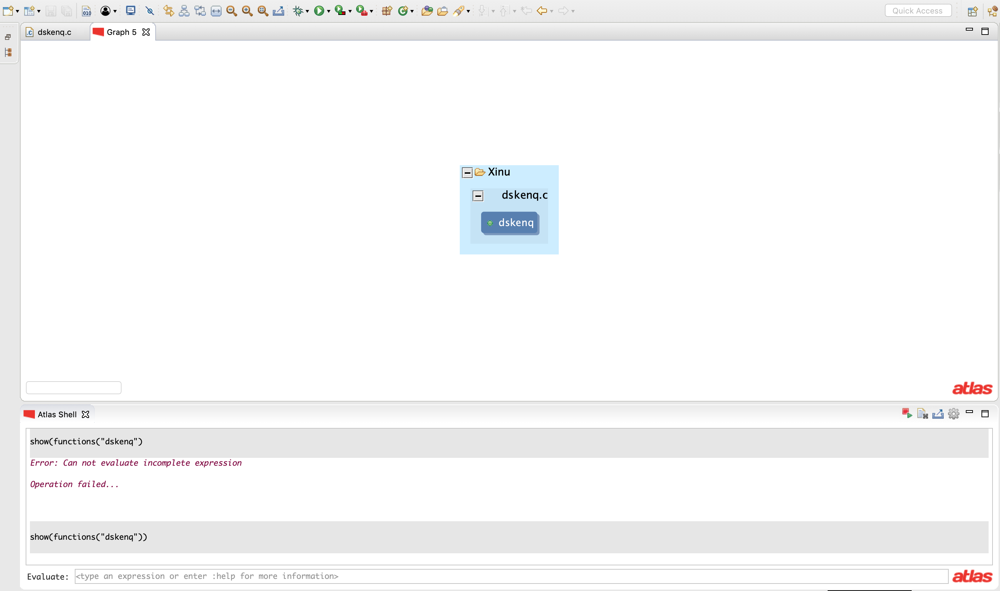 010
Quick Access
.c dskenq.c
Graph 5
Xinu
dskenq.c
dskenq
atlas
Atlas Shell
show(functions("dskenq")
Error: Can not evaluate incomplete expression
Operation failed...
show(functions("dskenq"))
Evaluate: <type an expression or enter :help for more information>
atlas